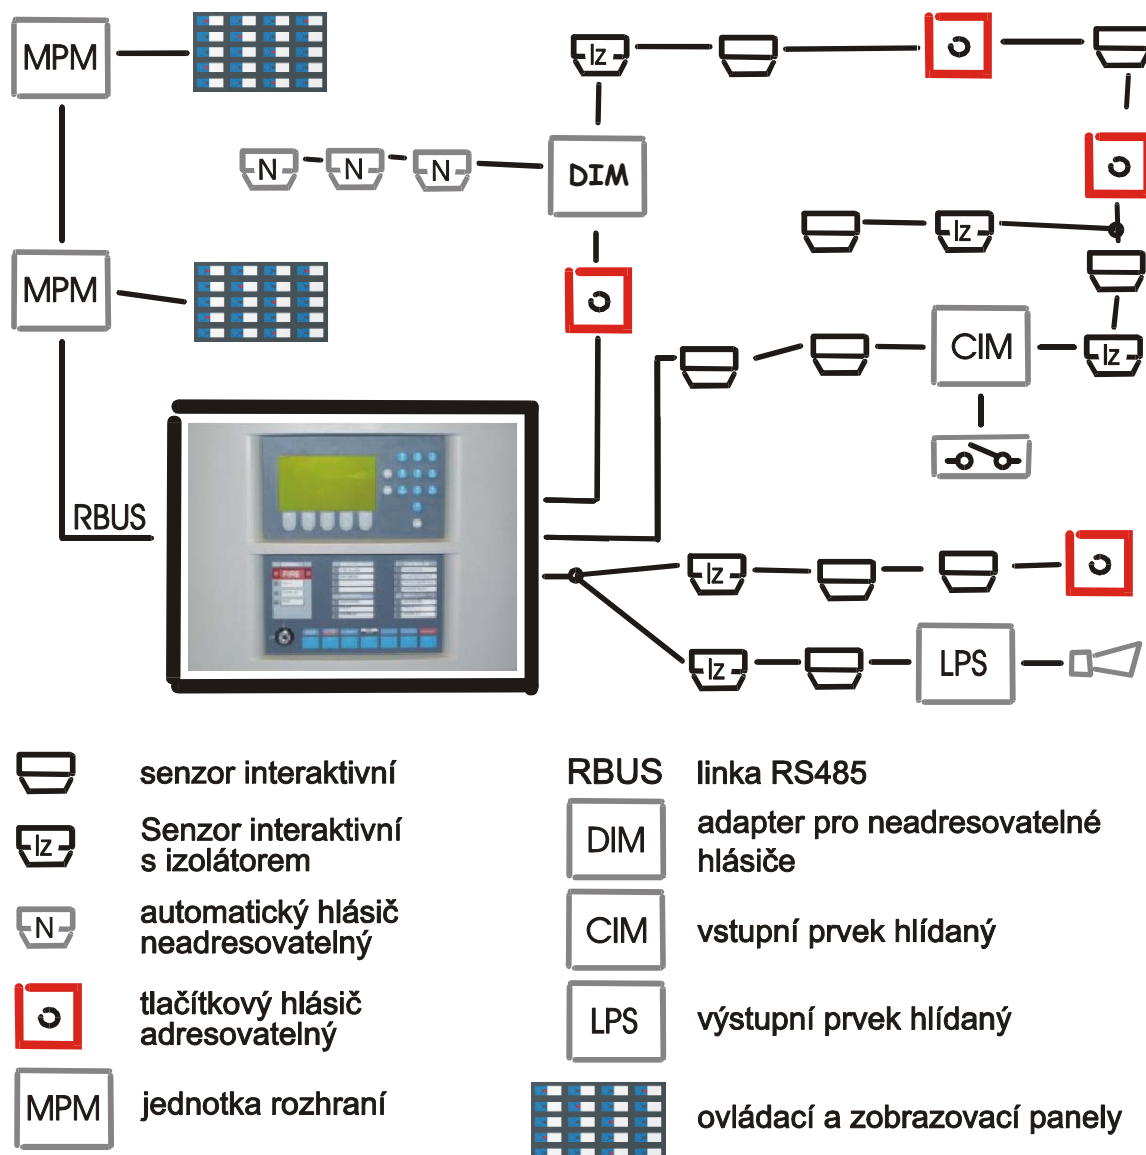 MPM
Iz
N
N
N
DIM
Iz
MPM
CIM
Iz
RBUS
FIRE
Iz
Iz
LPS
senzor interaktivní
RBUS
linka RS485
Iz
Senzor interaktivní
s izolátorem
DIM
adapter pro neadresovatelné
hlásiče
N
automatický hlásič
neadresovatelný
CIM
vstupní prvek hlídaný
tlačítkový hlásič
adresovatelný
LPS
výstupní prvek hlídaný
MPM
jednotka rozhraní
ovládací a zobrazovací panely